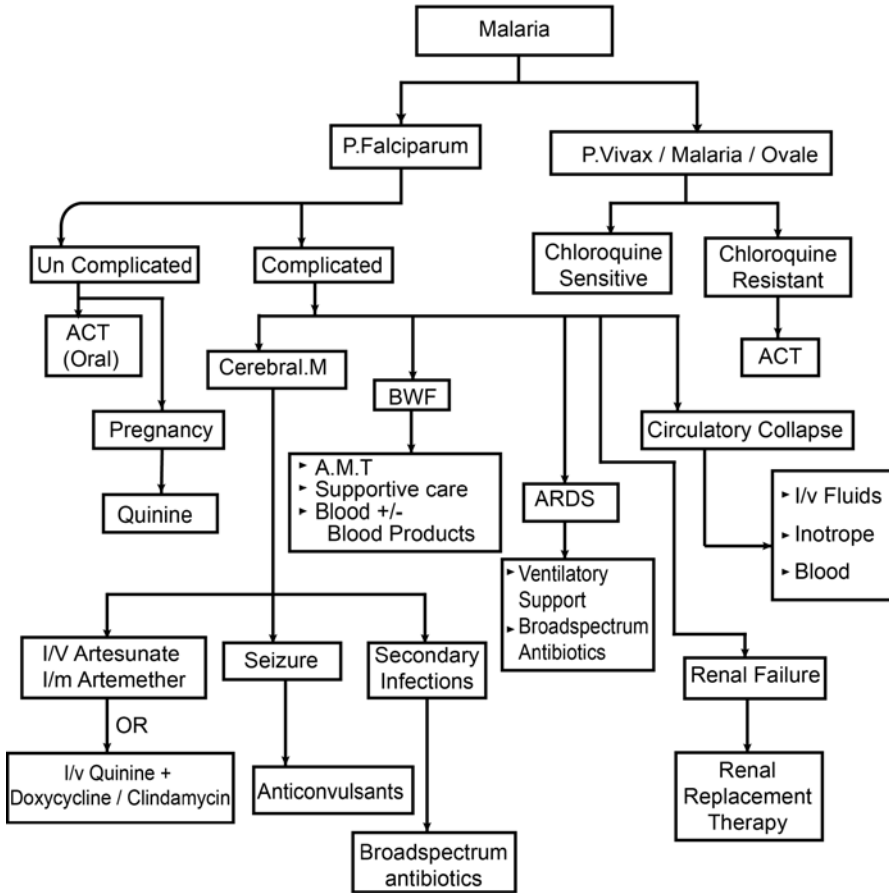 Malaria
P.Falciparum
P.Vivax / Malaria / Ovale
Un Complicated
Complicated
Chloroquine
Sensitive
Chloroquine
Resistant
ACT
(Oral)
Cerebral.M
BWF
ACT
Pregnancy
Circulatory Collapse
Quinine
► A.M.T
► Supportive care
► Blood +/-
Blood Products
ARDS
► I/v Fluids
► Inotrope
► Blood
► Ventilatory
Support
► Broadspectrum
Antibiotics
I/V Artesunate
I/m Artemether
Seizure
Secondary
Infections
Renal Failure
OR
I/v Quinine +
Doxycycline / Clindamycin
Anticonvulsants
Renal
Replacement
Therapy
Broadspectrum
antibiotics